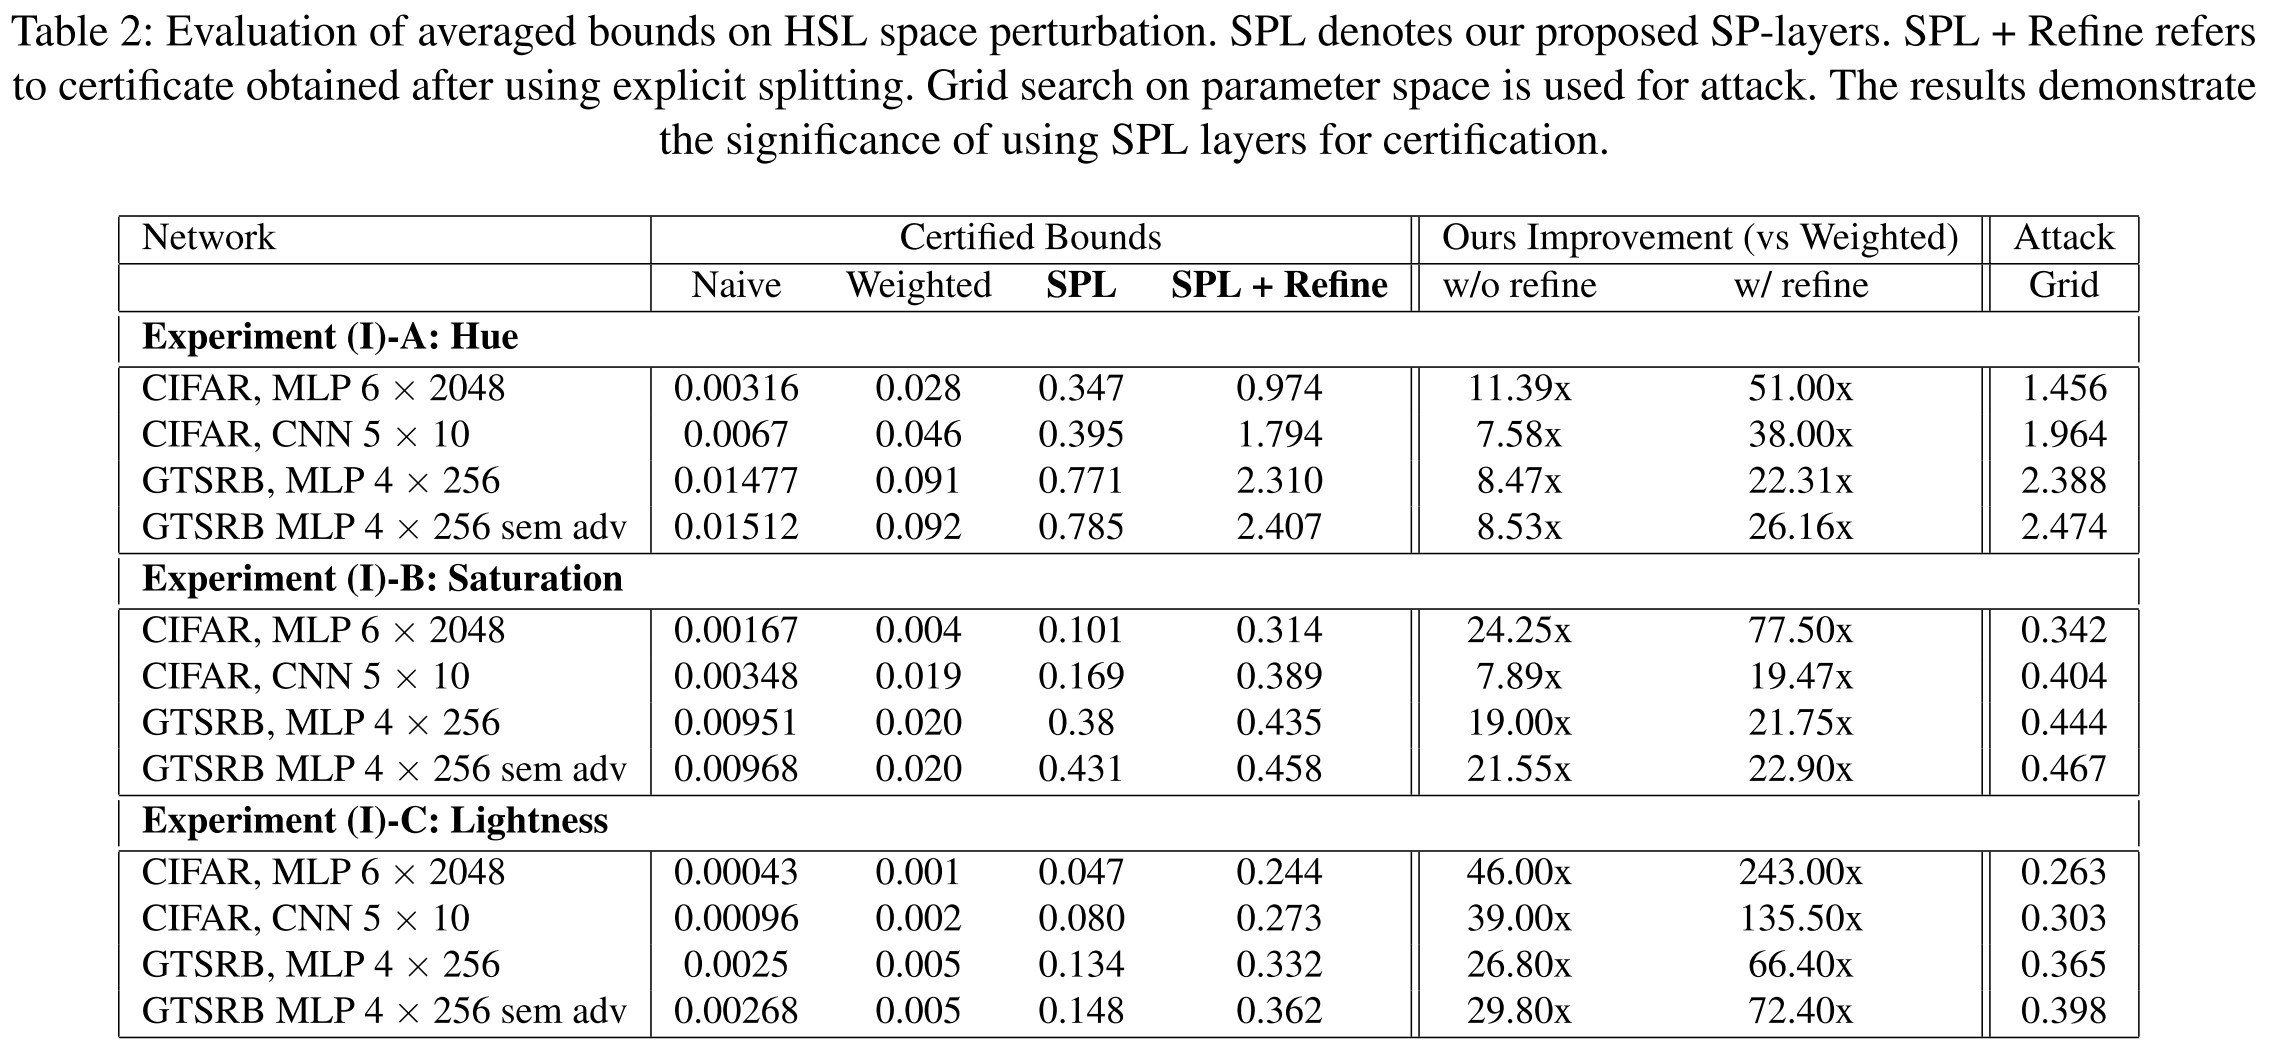 Table 2: Evaluation of averaged bounds on HSL space perturbation. SPL denotes our proposed SP-layers. SPL + Refine refers
to certificate obtained after using explicit splitting. Grid search on parameter space is used for attack. The results demonstrate
the significance of using SPL layers for certification.
Network Certified Bounds Ours Improvement (vs Weighted) Attack
Naive Weighted SPL SPL + Refine w/o refine w/ refine Grid
Experiment (I)-A: Hue
CIFAR, MLP 6 × 2048 0.00316 0.028 0.347 0.974 11.39x 51.00x 1.456
CIFAR, CNN 5 × 10 0.0067 0.046 0.395 1.794 7.58x 38.00x 1.964
GTSRB, MLP 4 × 256 0.01477 0.091 0.771 2.310 8.47x 22.31x 2.388
GTSRB MLP 4 × 256 sem adv 0.01512 0.092 0.785 2.407 8.53x 26.16x 2.474
Experiment (I)-B: Saturation
CIFAR, MLP 6 × 2048 0.00167 0.004 0.101 0.314 24.25x 77.50x 0.342
CIFAR, CNN 5 × 10 0.00348 0.019 0.169 0.389 7.89x 19.47x 0.404
GTSRB, MLP 4 × 256 0.00951 0.020 0.38 0.435 19.00x 21.75x 0.444
GTSRB MLP 4 × 256 sem adv 0.00968 0.020 0.431 0.458 21.55x 22.90x 0.467
Experiment (I)-C: Lightness
CIFAR, MLP 6 × 2048 0.00043 0.001 0.047 0.244 46.00x 243.00x 0.263
CIFAR, CNN 5 × 10 0.00096 0.002 0.080 0.273 39.00x 135.50x 0.303
GTSRB, MLP 4 × 256 0.0025 0.005 0.134 0.332 26.80x 66.40x 0.365
GTSRB MLP 4 × 256 sem adv 0.00268 0.005 0.148 0.362 29.80x 72.40x 0.398